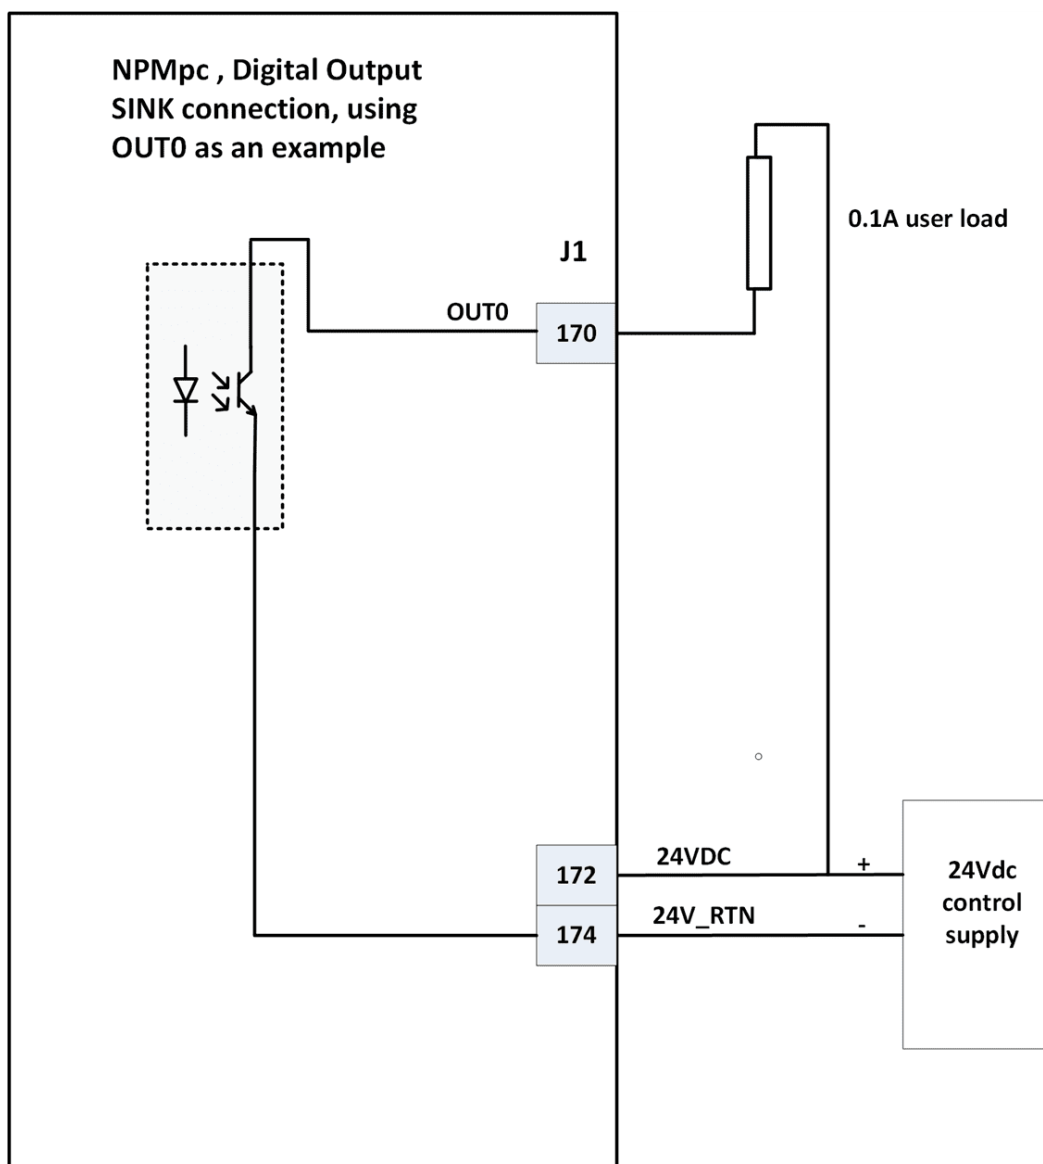 NPMpc , Digital Output
SINK connection, using
OUT0 as an example
0.1A user load
J1
OUT0
170
24VDC
+
172
24Vdc
control
supply
24V_RTN
-
174